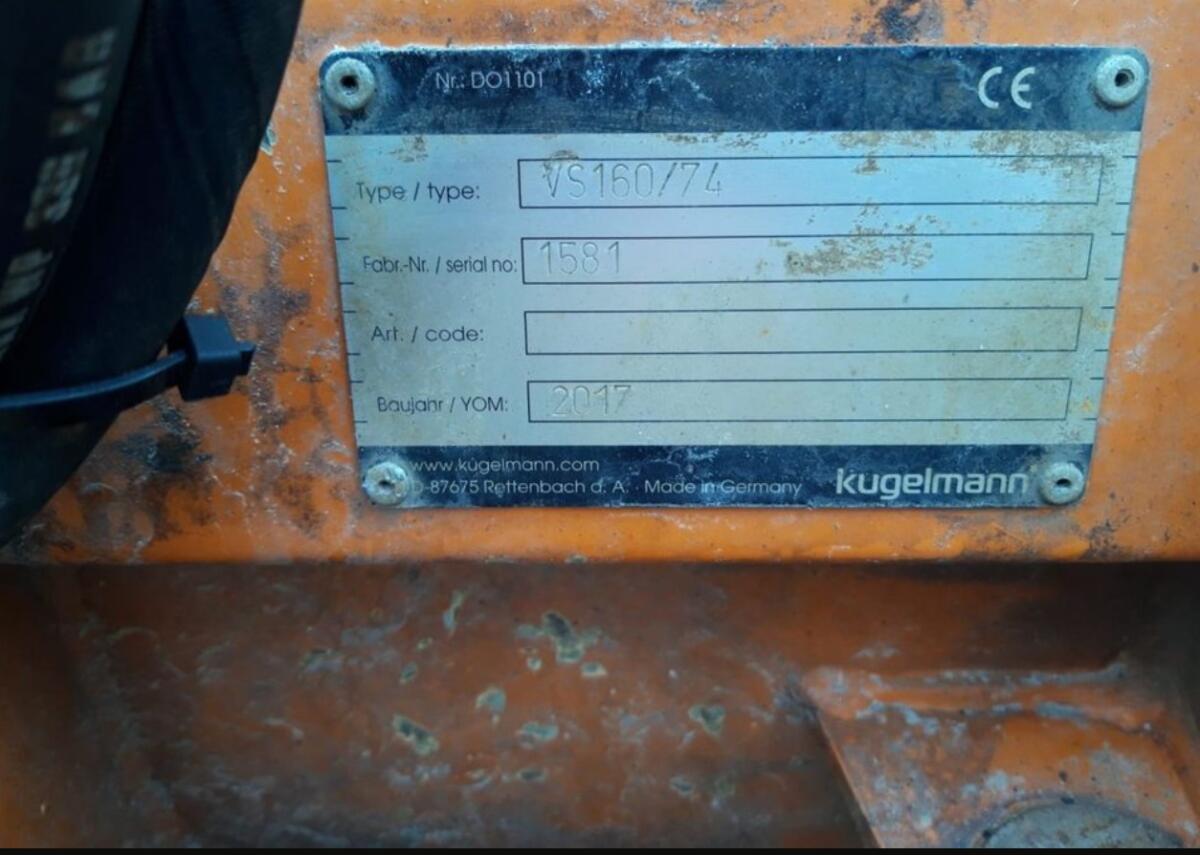 Nr.: DO1101 CE
Type / type: VS160/74
Fabr.-Nr. / serial no: 1581
Art. / code:
Baujahr / YOM: 2017
www.kugelmann.com
D-87675 Rettenbach a. A. · Made in Germany kugelmann